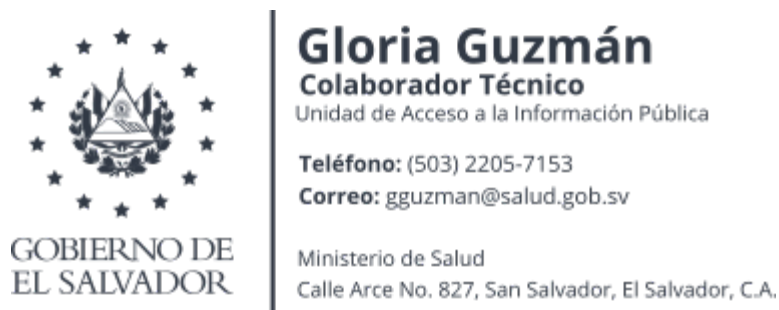 GOBIERNO DE
EL SALVADOR
Gloria Guzmán
Colaborador Técnico
Unidad de Acceso a la Información Pública
Teléfono: (503) 2205-7153
Correo: gguzman@salud.gob.sv
Ministerio de Salud
Calle Arce No. 827, San Salvador, El Salvador, C.A.